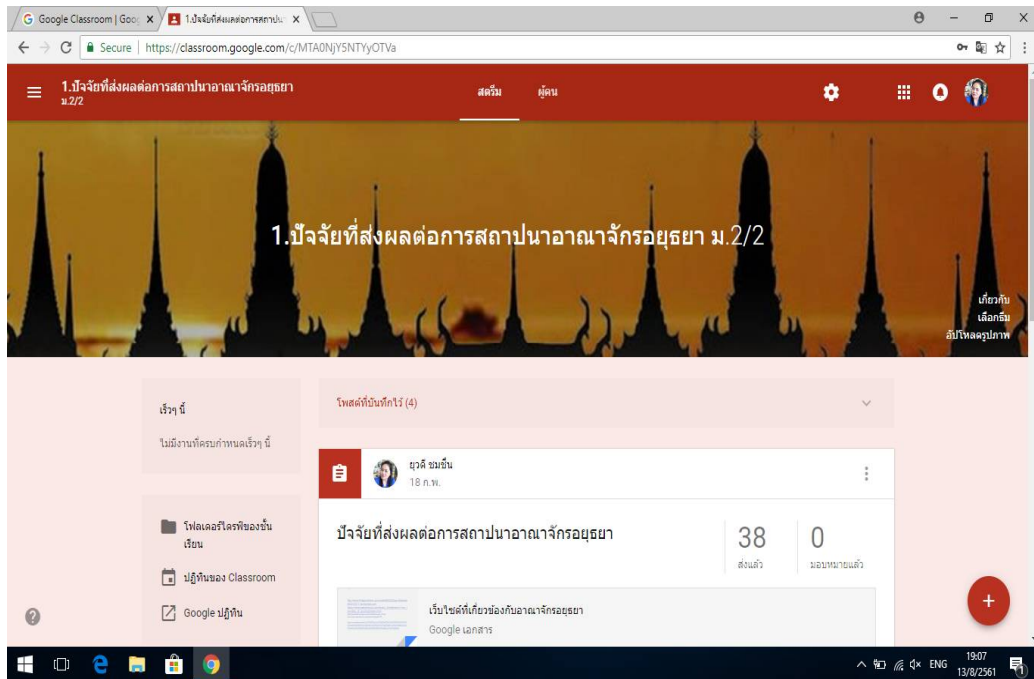 Google Classroom | Goog
1.ปัจจัยที่ส่งผลต่อการสถาปนา
Secure | https://classroom.google.com/c/MTA0NjY5NTYyOTVa
1.ปัจจัยที่ส่งผลต่อการสถาปนาอาณาจักรอยุธยา
ม.2/2
สตรีม
ผู้คน
1.ปัจจัยที่ส่งผลต่อการสถาปนาอาณาจักรอยุธยา ม.2/2
เกี่ยวกับ
เลือกธีม
อัปโหลดรูปภาพ
เร็วๆ นี้
ไม่มีงานที่ครบกำหนดเร็วๆ นี้
โพสต์ที่บันทึกไว้ (4)
ยุวดี ชมชื่น
18 ก.พ.
ปัจจัยที่ส่งผลต่อการสถาปนาอาณาจักรอยุธยา
38
ส่งแล้ว
0
มอบหมายแล้ว
โฟลเดอร์ไดรฟ์ของชั้น
เรียน
ปฏิทินของ Classroom
Google ปฏิทิน
เว็บไซต์ที่เกี่ยวข้องกับอาณาจักรอยุธยา
Google เอกสาร
ENG
19:07
13/8/2561